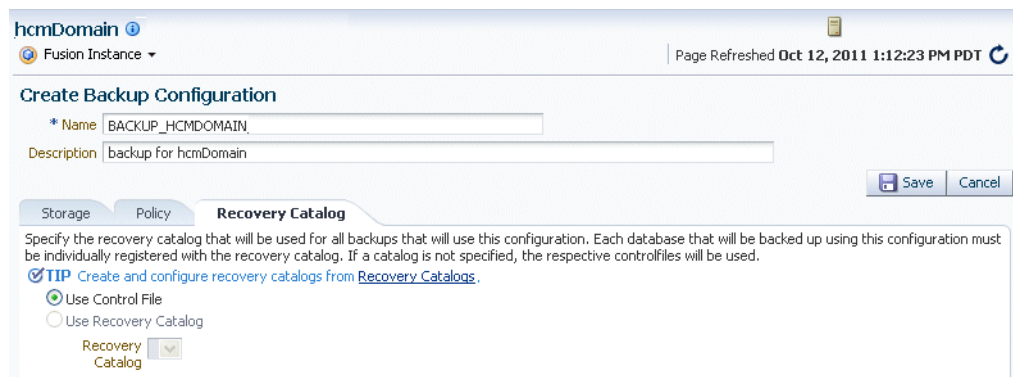 hcmDomain
Fusion Instance
Page Refreshed Oct 12, 2011 1:12:23 PM PDT
Create Backup Configuration
* Name BACKUP_HCMDOMAIN
Description backup for hcmDomain
Save Cancel
Storage Policy Recovery Catalog
Specify the recovery catalog that will be used for all backups that will use this configuration. Each database that will be backed up using this configuration must
be individually registered with the recovery catalog. If a catalog is not specified, the respective controlfiles will be used.
TIP Create and configure recovery catalogs from Recovery Catalogs.
Use Control File
Use Recovery Catalog
Recovery
Catalog